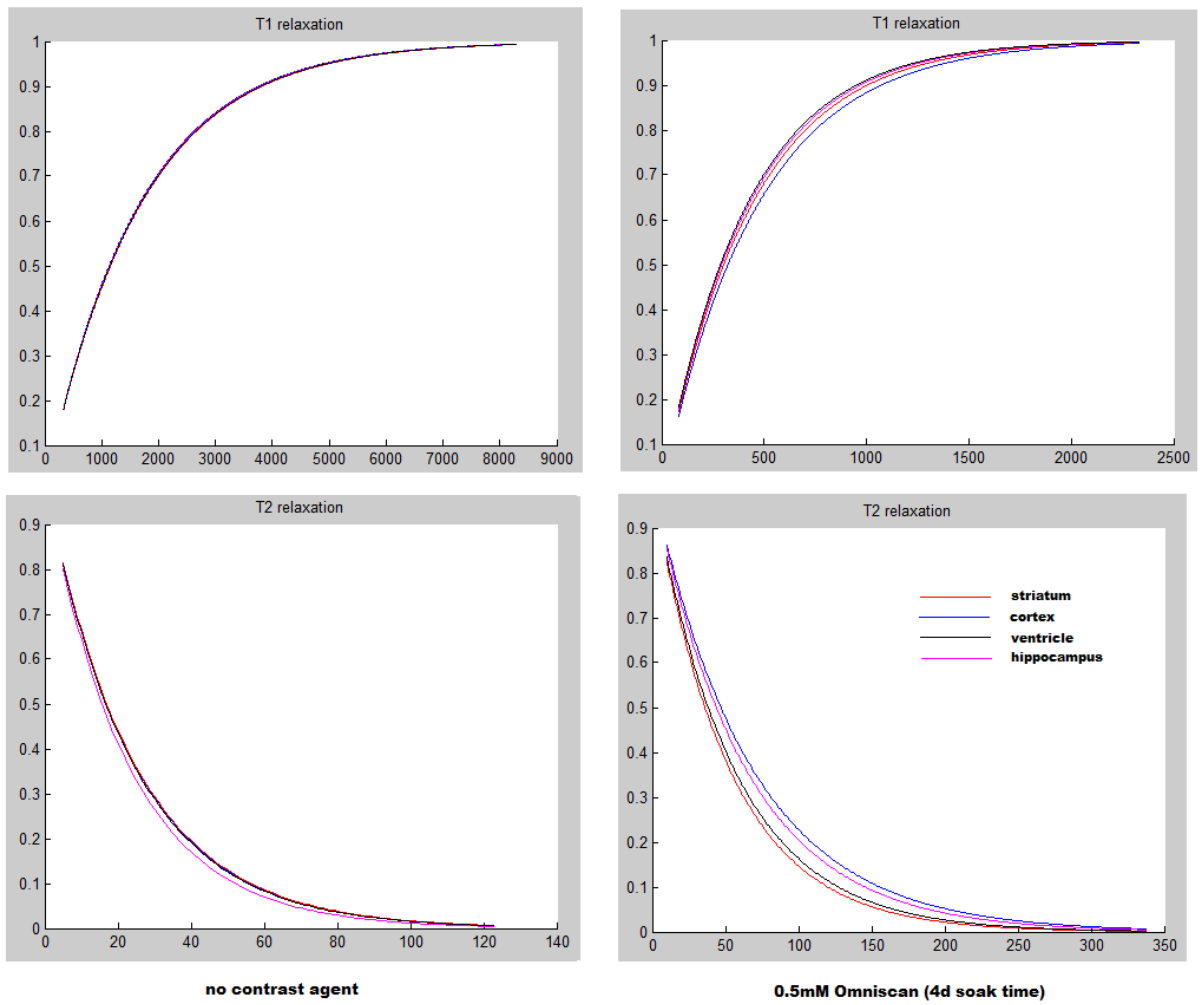 T1 relaxation
1
0.9
0.8
0.7
0.6
0.5
0.4
0.3
0.2
0.1
0 1000 2000 3000 4000 5000 6000 7000 8000 9000
T1 relaxation
1
0.9
0.8
0.7
0.6
0.5
0.4
0.3
0.2
0.1
0 500 1000 1500 2000 2500
T2 relaxation
0.9
0.8
0.7
0.6
0.5
0.4
0.3
0.2
0.1
0
0 20 40 60 80 100 120 140
no contrast agent
T2 relaxation
0.9
0.8
0.7
0.6
0.5
0.4
0.3
0.2
0.1
0
0 50 100 150 200 250 300 350
striatum
cortex
ventricle
hippocampus
0.5mM Omniscan (4d soak time)